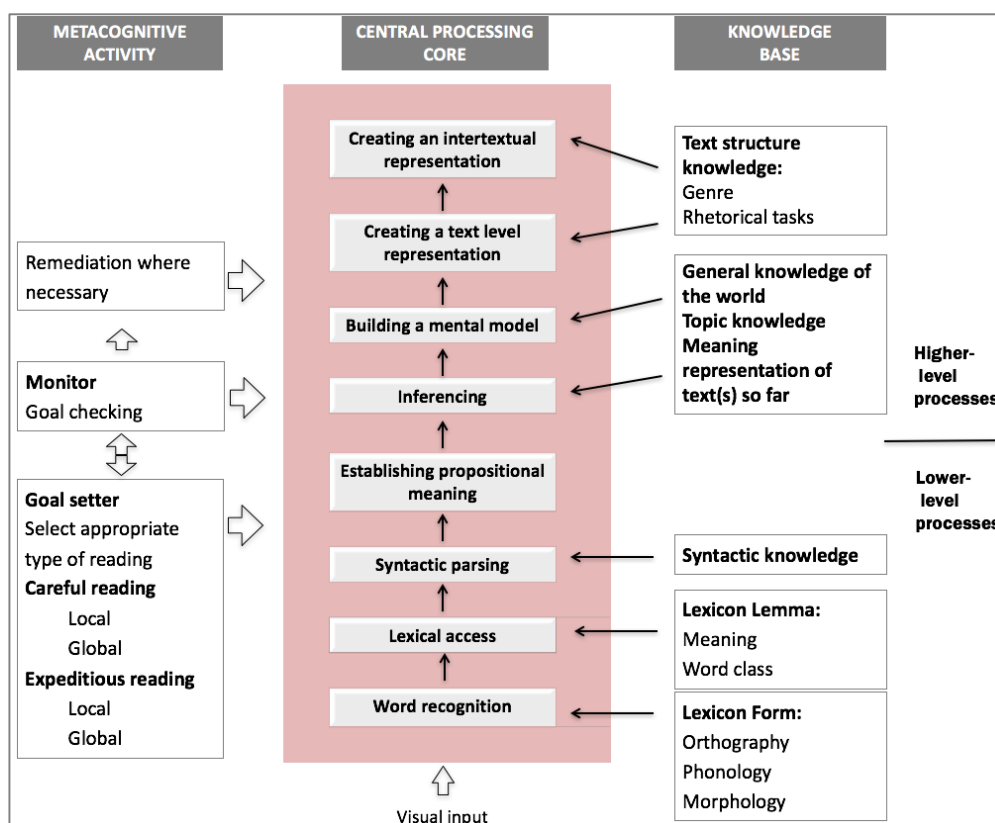 METACOGNITIVE
ACTIVITY
CENTRAL PROCESSING
CORE
KNOWLEDGE
BASE
Remediation where
necessary
Monitor
Goal checking
Goal setter
Select appropriate
type of reading
Careful reading
Local
Global
Expeditious reading
Local
Global
Creating an intertextual
representation
Creating a text level
representation
Building a mental model
Inferencing
Establishing propositional
meaning
Syntactic parsing
Lexical access
Word recognition
Visual input
Text structure
knowledge:
Genre
Rhetorical tasks
General knowledge of
the world
Topic knowledge
Meaning
representation of
text(s) so far
Syntactic knowledge
Lexicon Lemma:
Meaning
Word class
Lexicon Form:
Orthography
Phonology
Morphology
Higher-
level
processes
Lower-
level
processes